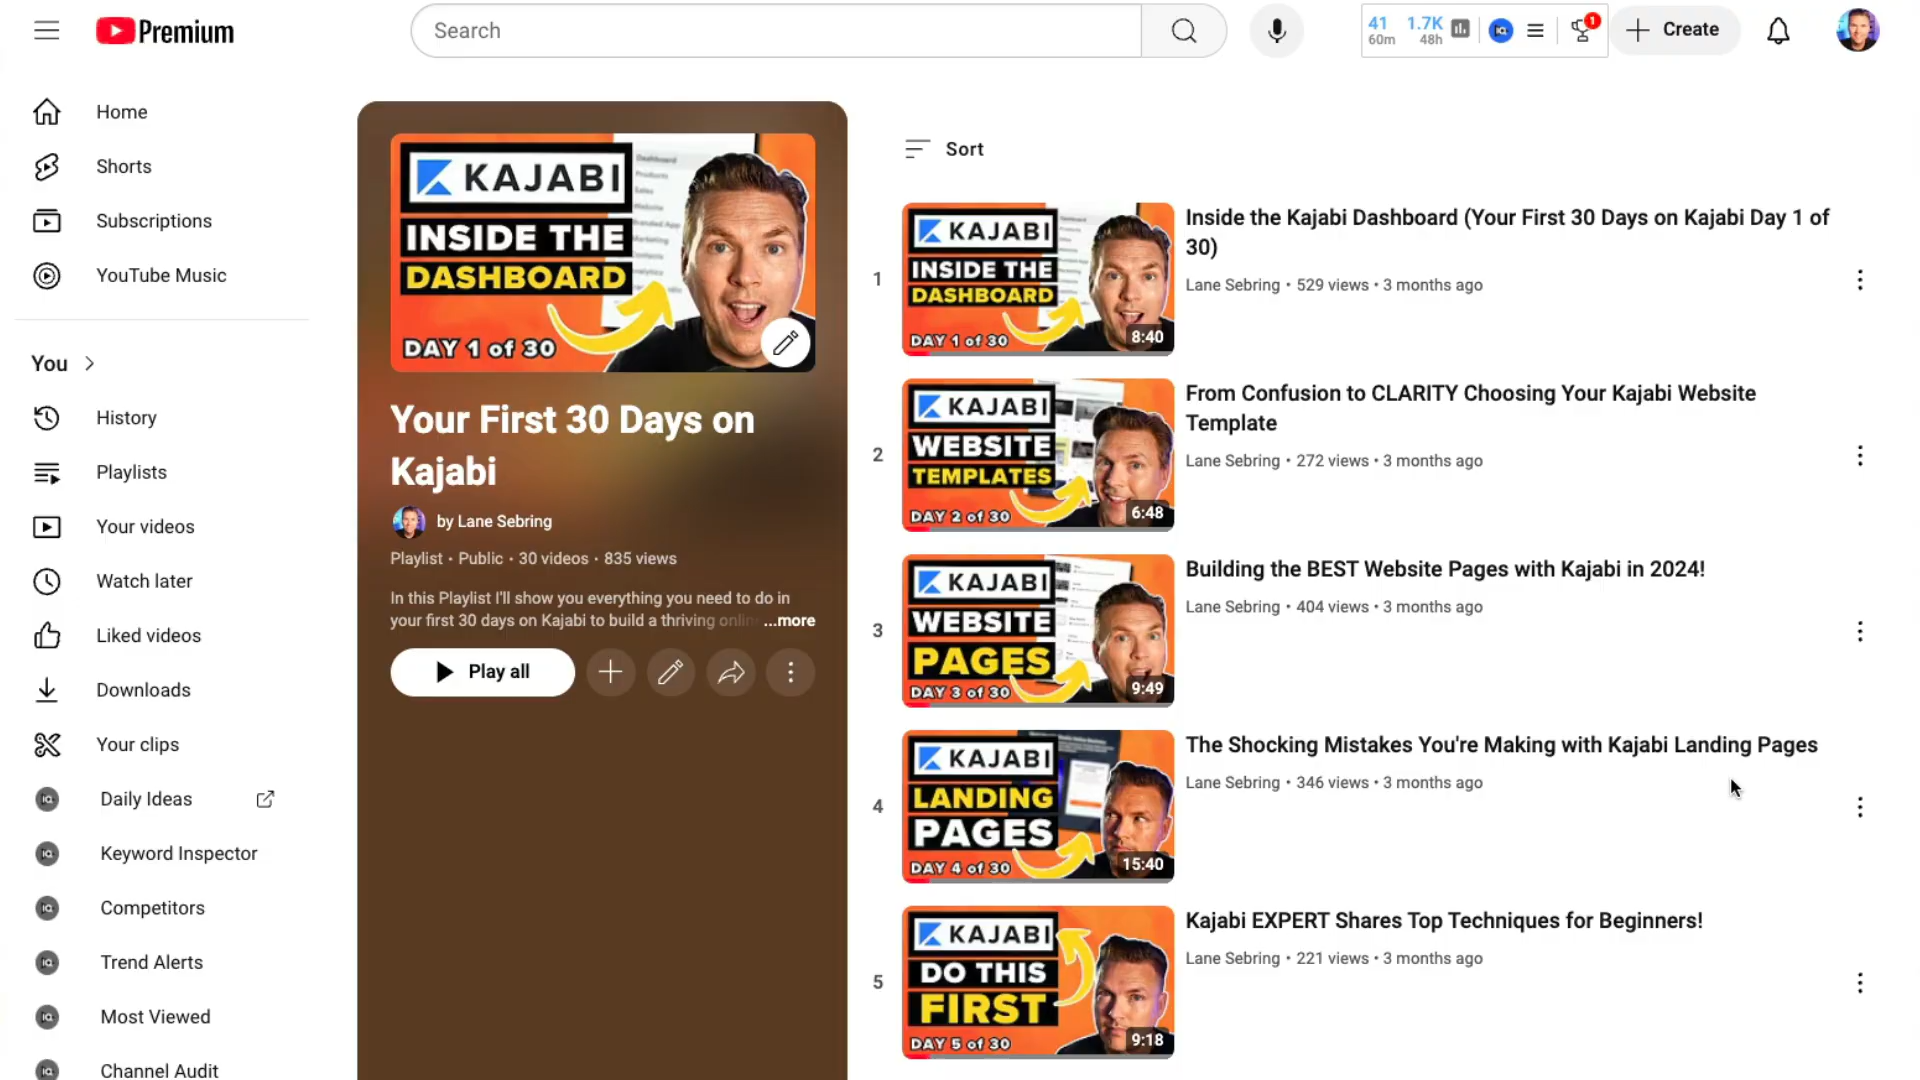 Premium
Search
41
60m
1.7K
48h
1
Create
Home
Shorts
Subscriptions
YouTube Music
You
History
Playlists
Your videos
Watch later
Liked videos
Downloads
Your clips
Daily Ideas
Keyword Inspector
Competitors
Trend Alerts
Most Viewed
Channel Audit
KAJABI
INSIDE THE
DASHBOARD
DAY 1 of 30
Your First 30 Days on
Kajabi
by Lane Sebring
Playlist • Public • 30 videos • 835 views
In this Playlist I'll show you everything you need to do in
your first 30 days on Kajabi to build a thriving onlin ...more
Play all
Sort
1
KAJABI
INSIDE THE
DASHBOARD
DAY 1 of 30
8:40
Inside the Kajabi Dashboard (Your First 30 Days on Kajabi Day 1 of
30)
Lane Sebring • 529 views • 3 months ago
2
KAJABI
WEBSITE
TEMPLATES
DAY 2 of 30
6:48
From Confusion to CLARITY Choosing Your Kajabi Website
Template
Lane Sebring • 272 views • 3 months ago
3
KAJABI
WEBSITE
PAGES
DAY 3 of 30
9:49
Building the BEST Website Pages with Kajabi in 2024!
Lane Sebring • 404 views • 3 months ago
4
KAJABI
LANDING
PAGES
DAY 4 of 30
15:40
The Shocking Mistakes You're Making with Kajabi Landing Pages
Lane Sebring • 346 views • 3 months ago
5
KAJABI
DO THIS
FIRST
DAY 5 of 30
9:18
Kajabi EXPERT Shares Top Techniques for Beginners!
Lane Sebring • 221 views • 3 months ago